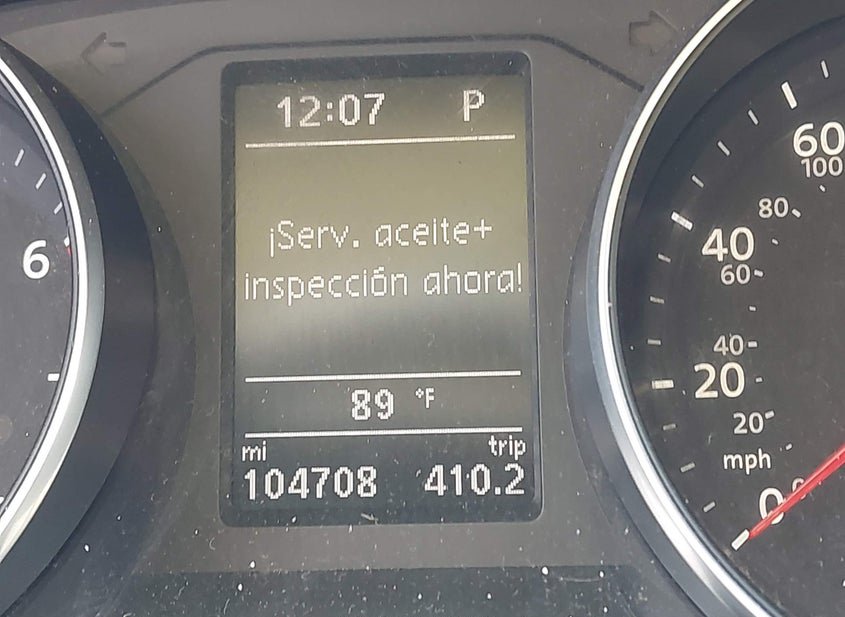 12:07 P
¡Serv. aceite+
inspección ahora!
89 °F
mi trip
104708 410.2
6
60
100
80
40
60
40
20
20
mph
0